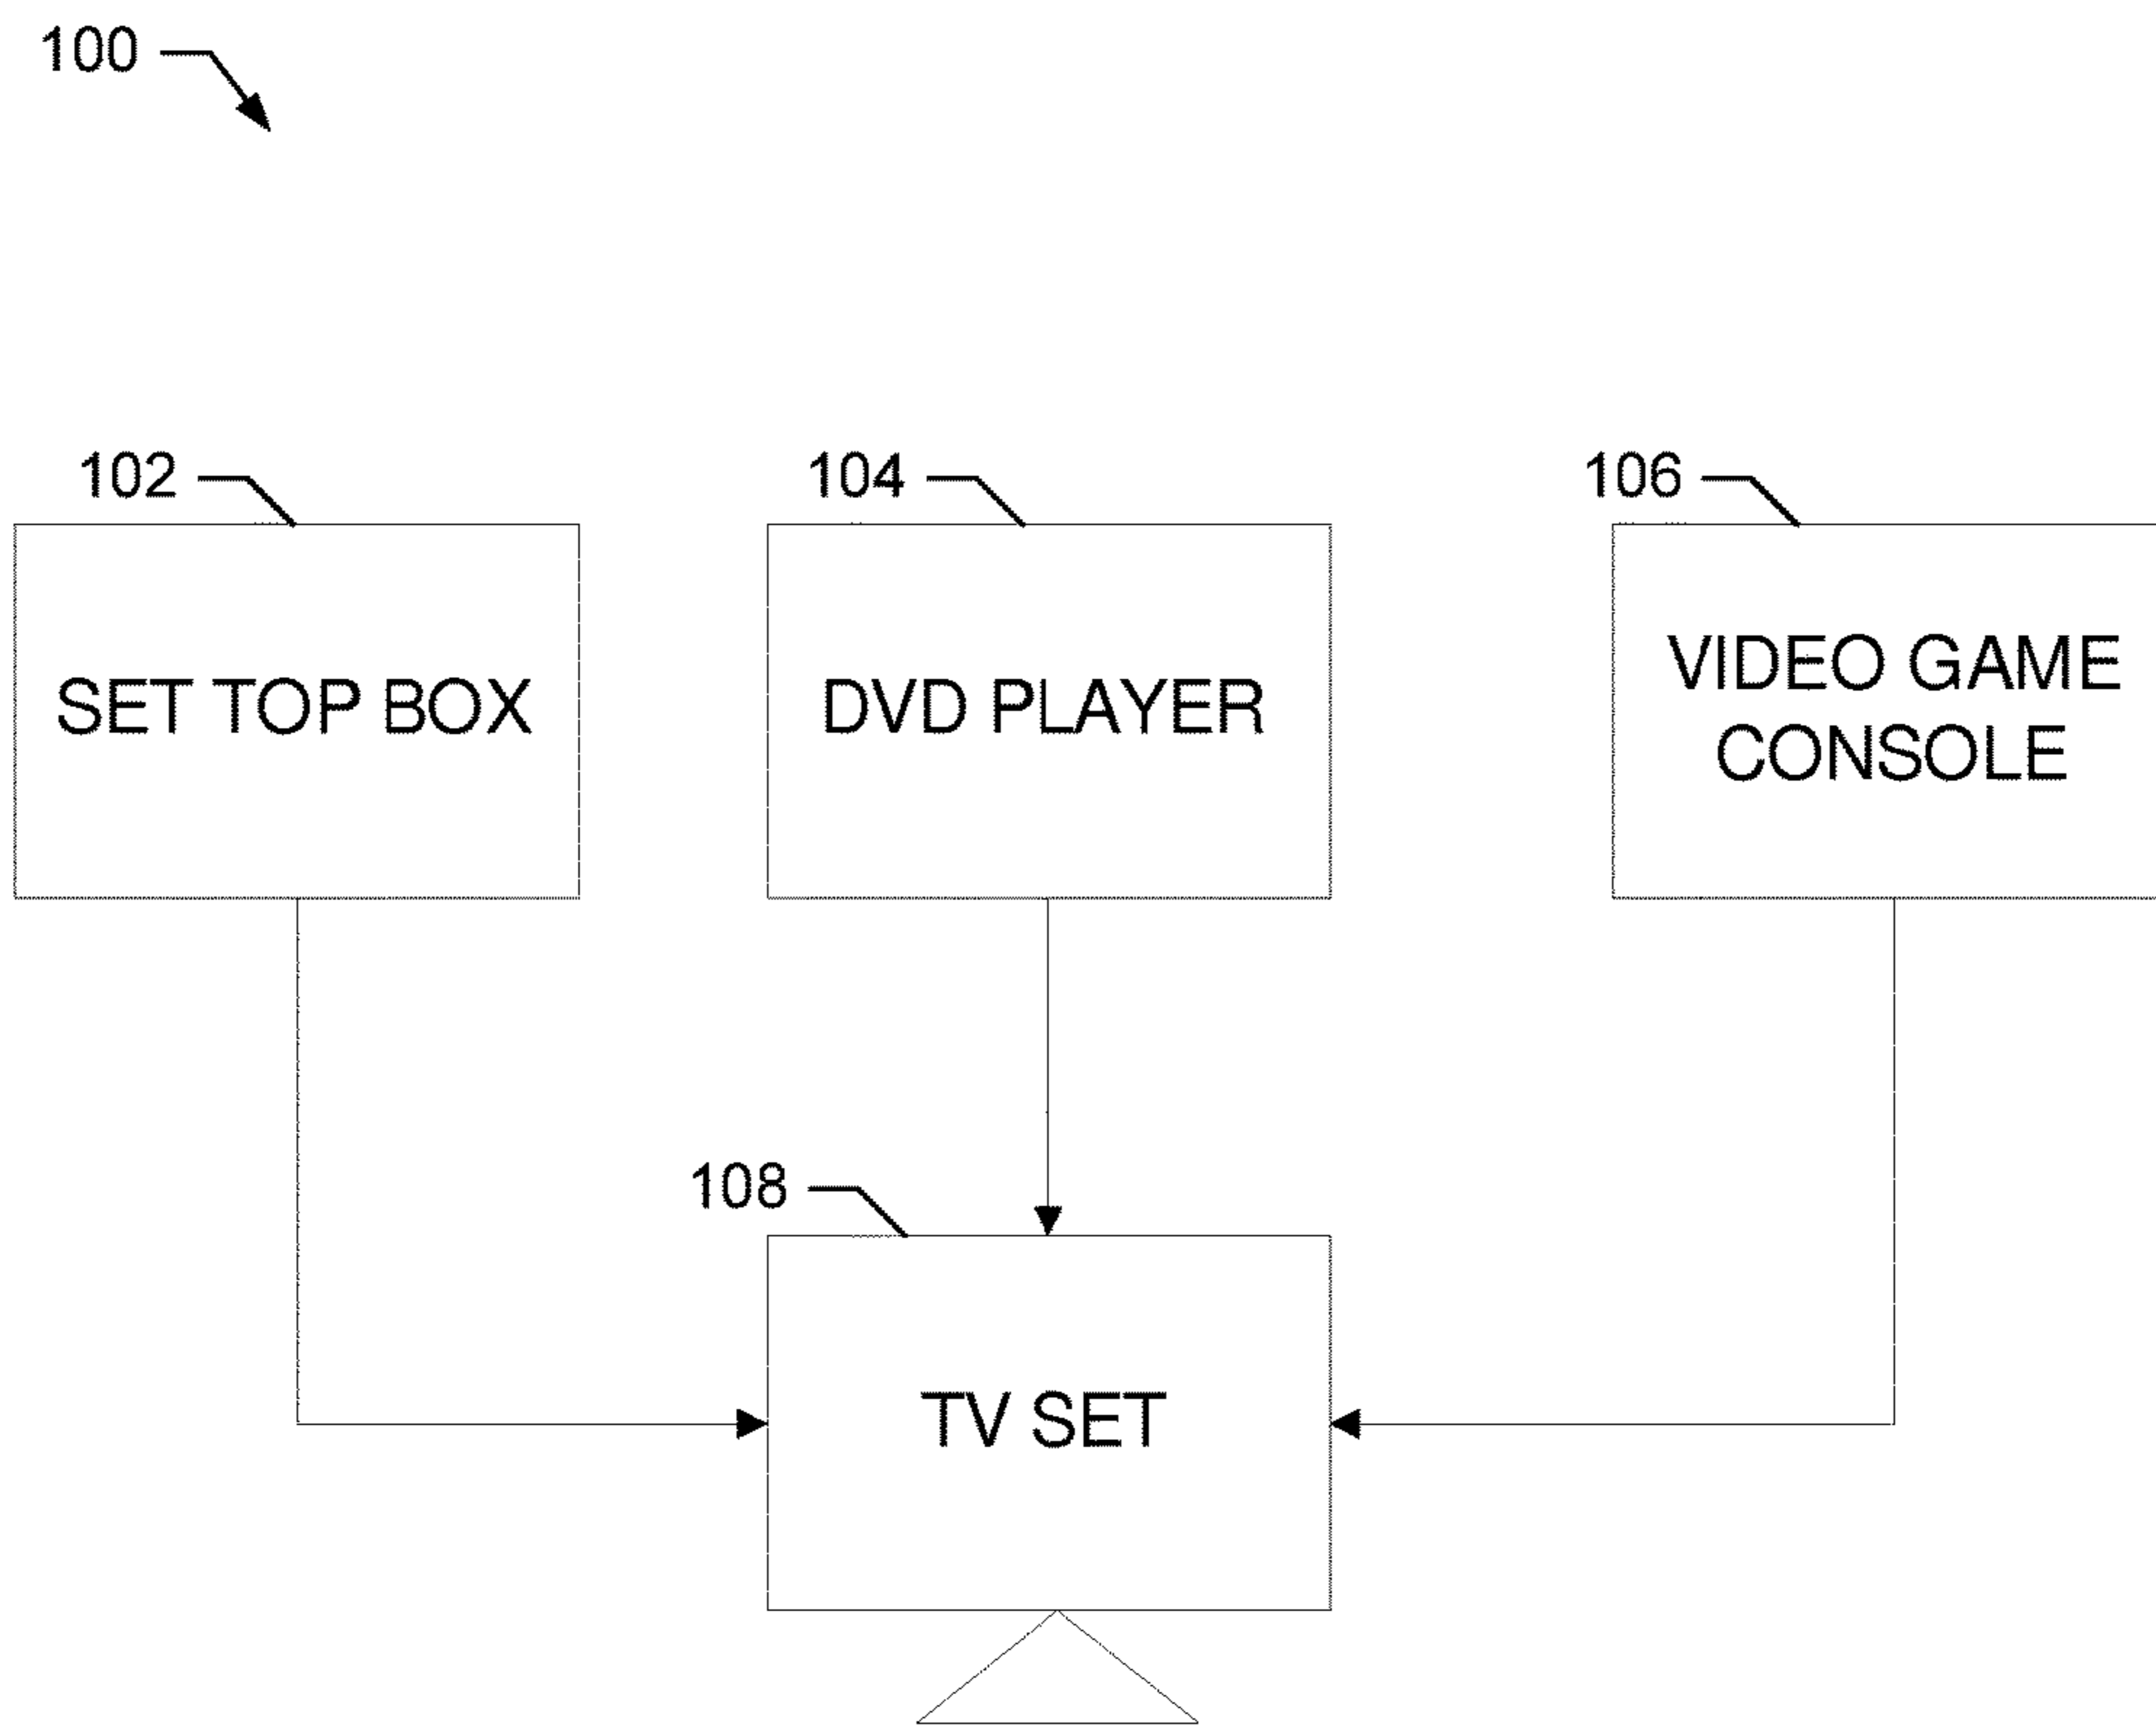 100
102
104
106
SET TOP BOX
DVD PLAYER
VIDEO GAME
CONSOLE
108
TV SET